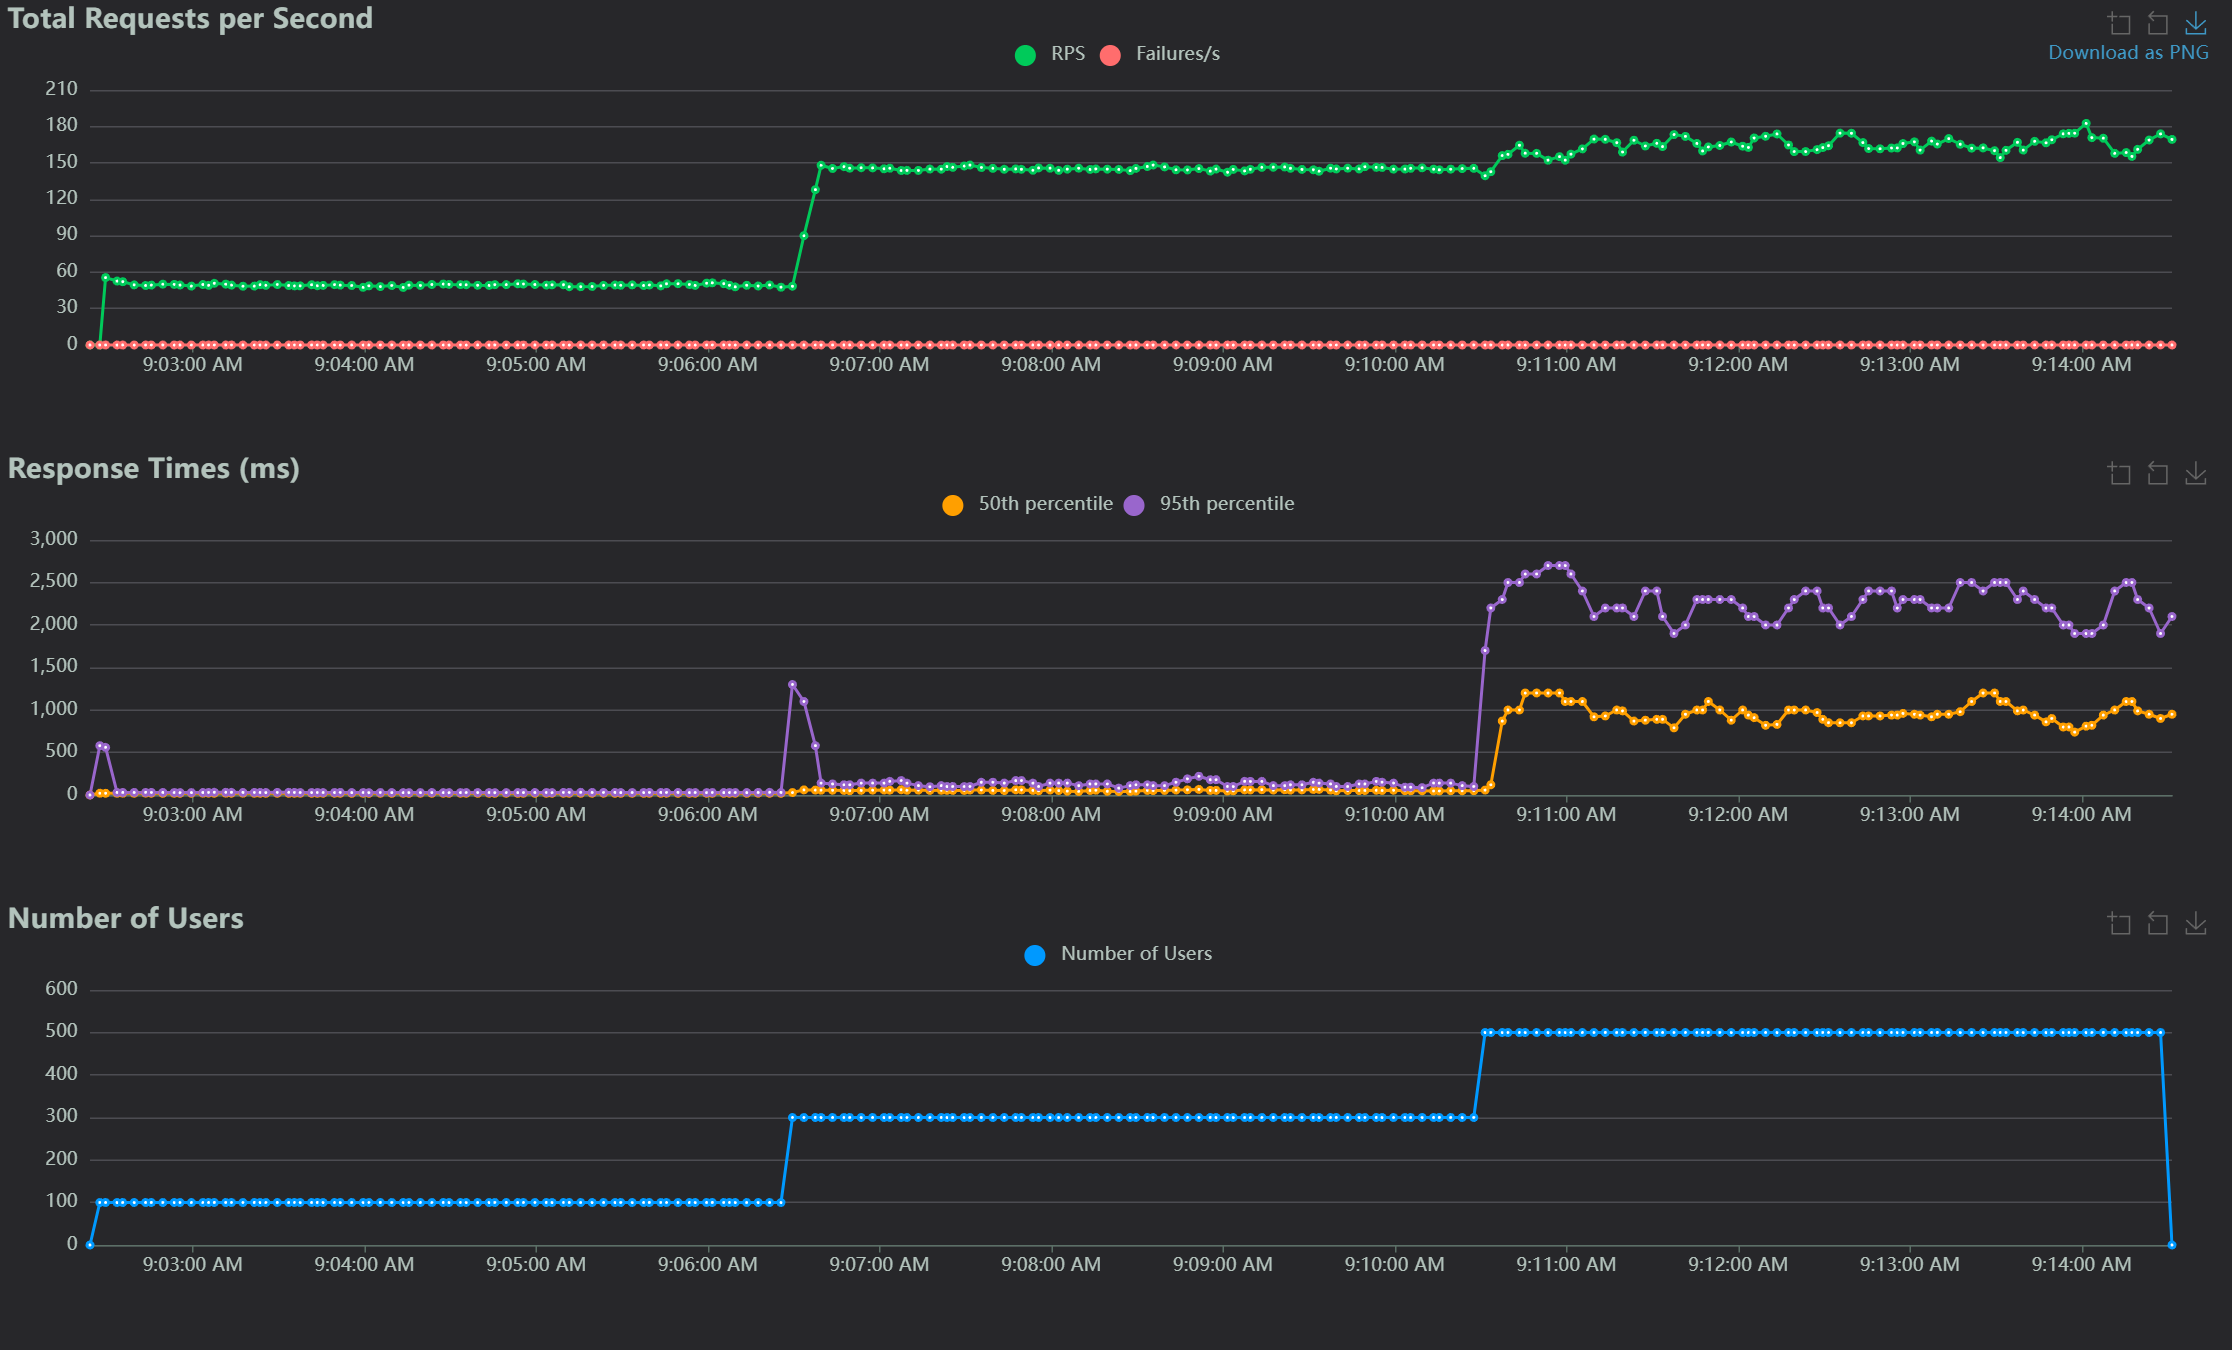 Total Requests per Second
RPS Failures/s
Download as PNG
210
180
150
120
90
60
30
0
9:03:00 AM 9:04:00 AM 9:05:00 AM 9:06:00 AM 9:07:00 AM 9:08:00 AM 9:09:00 AM 9:10:00 AM 9:11:00 AM 9:12:00 AM 9:13:00 AM 9:14:00 AM
Response Times (ms)
50th percentile 95th percentile
3,000
2,500
2,000
1,500
1,000
500
0
9:03:00 AM 9:04:00 AM 9:05:00 AM 9:06:00 AM 9:07:00 AM 9:08:00 AM 9:09:00 AM 9:10:00 AM 9:11:00 AM 9:12:00 AM 9:13:00 AM 9:14:00 AM
Number of Users
Number of Users
600
500
400
300
200
100
0
9:03:00 AM 9:04:00 AM 9:05:00 AM 9:06:00 AM 9:07:00 AM 9:08:00 AM 9:09:00 AM 9:10:00 AM 9:11:00 AM 9:12:00 AM 9:13:00 AM 9:14:00 AM